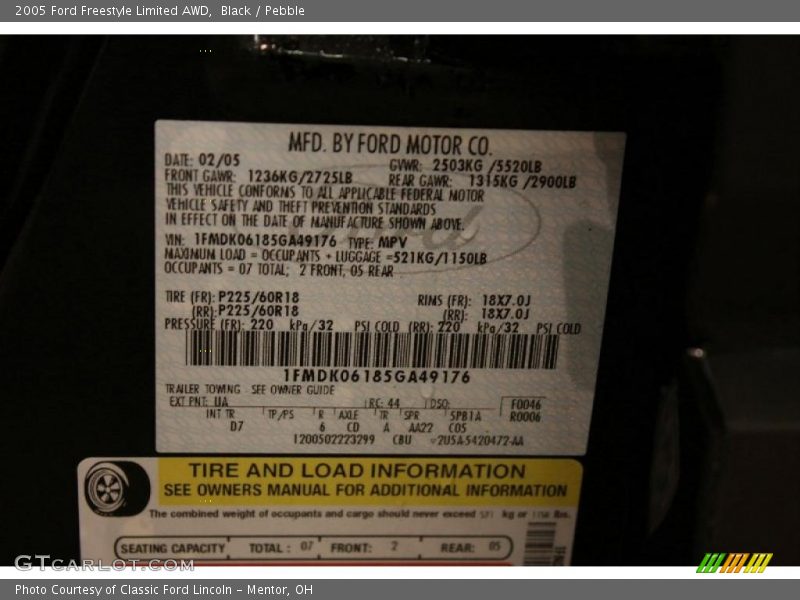 2005 Ford Freestyle Limited AWD,  Black / Pebble
MFD. BY FORD MOTOR CO.
DATE: 02/05 GVWR: 2503KG /5520LB
FRONT GAWR: 1236KG/2725LB REAR GAWR: 1315KG /2900LB
THIS VEHICLE CONFORMS TO ALL APPLICABLE FEDERAL MOTOR
VEHICLE SAFETY AND THEFT PREVENTION STANDARDS
IN EFFECT ON THE DATE OF MANUFACTURE SHOWN ABOVE.
VIN: 1FMDK06185GA49176 TYPE: MPV
MAXIMUM LOAD = OCCUPANTS + LUGGAGE =521KG/1150LB
OCCUPANTS = 07 TOTAL; 2 FRONT, 05 REAR
TIRE (FR): P225/60R18 RIMS (FR): 18X7.0J
(RR): P225/60R18 (RR): 18X7.0J
PRESSURE (FR): 220 kPa/32 PSI COLD (RR): 220 kPa/32 PSI COLD
1FMDK06185GA49176
TRAILER TOWING - SEE OWNER GUIDE
EXT PNT: UA RC: 44 DSO: F0046
INT TR TP/PS R AXLE TR SPR SPB1A R0006
D7 6 CD A AA22 C05
1200502223299 CBU 2U5A-5420472-AA
TIRE AND LOAD INFORMATION
SEE OWNERS MANUAL FOR ADDITIONAL INFORMATION
The combined weight of occupants and cargo should never exceed 521 kg or 1150 lbs.
SEATING CAPACITY TOTAL : 07 FRONT: 2 REAR: 05
GTCARLOT.COM
Photo Courtesy of Classic Ford Lincoln - Mentor, OH